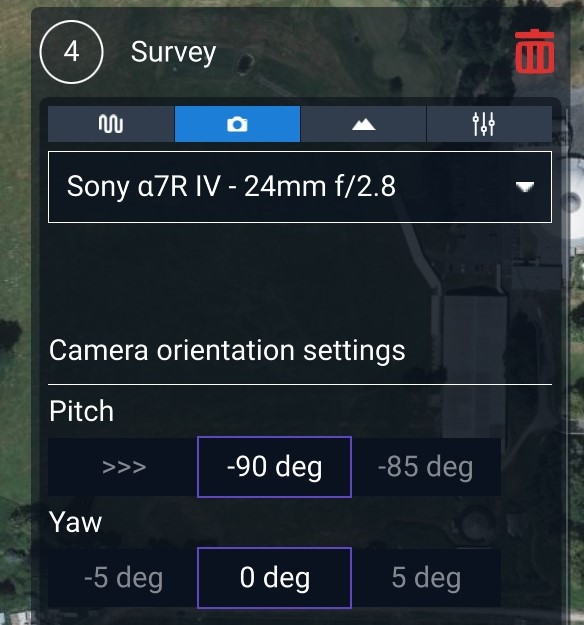 4 Survey
Sony α7R IV - 24mm f/2.8
Camera orientation settings
Pitch
>>> -90 deg -85 deg
Yaw
-5 deg 0 deg 5 deg